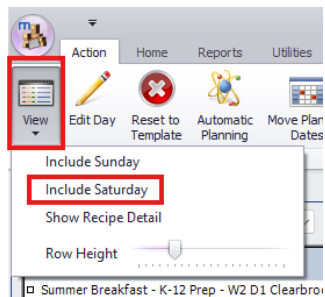 m
Action Home Reports Utilities
View Edit Day Reset to Template Automatic Planning Move Plan Dates
Include Sunday
Include Saturday
Show Recipe Detail
Row Height
Summer Breakfast - K-12 Prep - W2 D1 Clearbroo